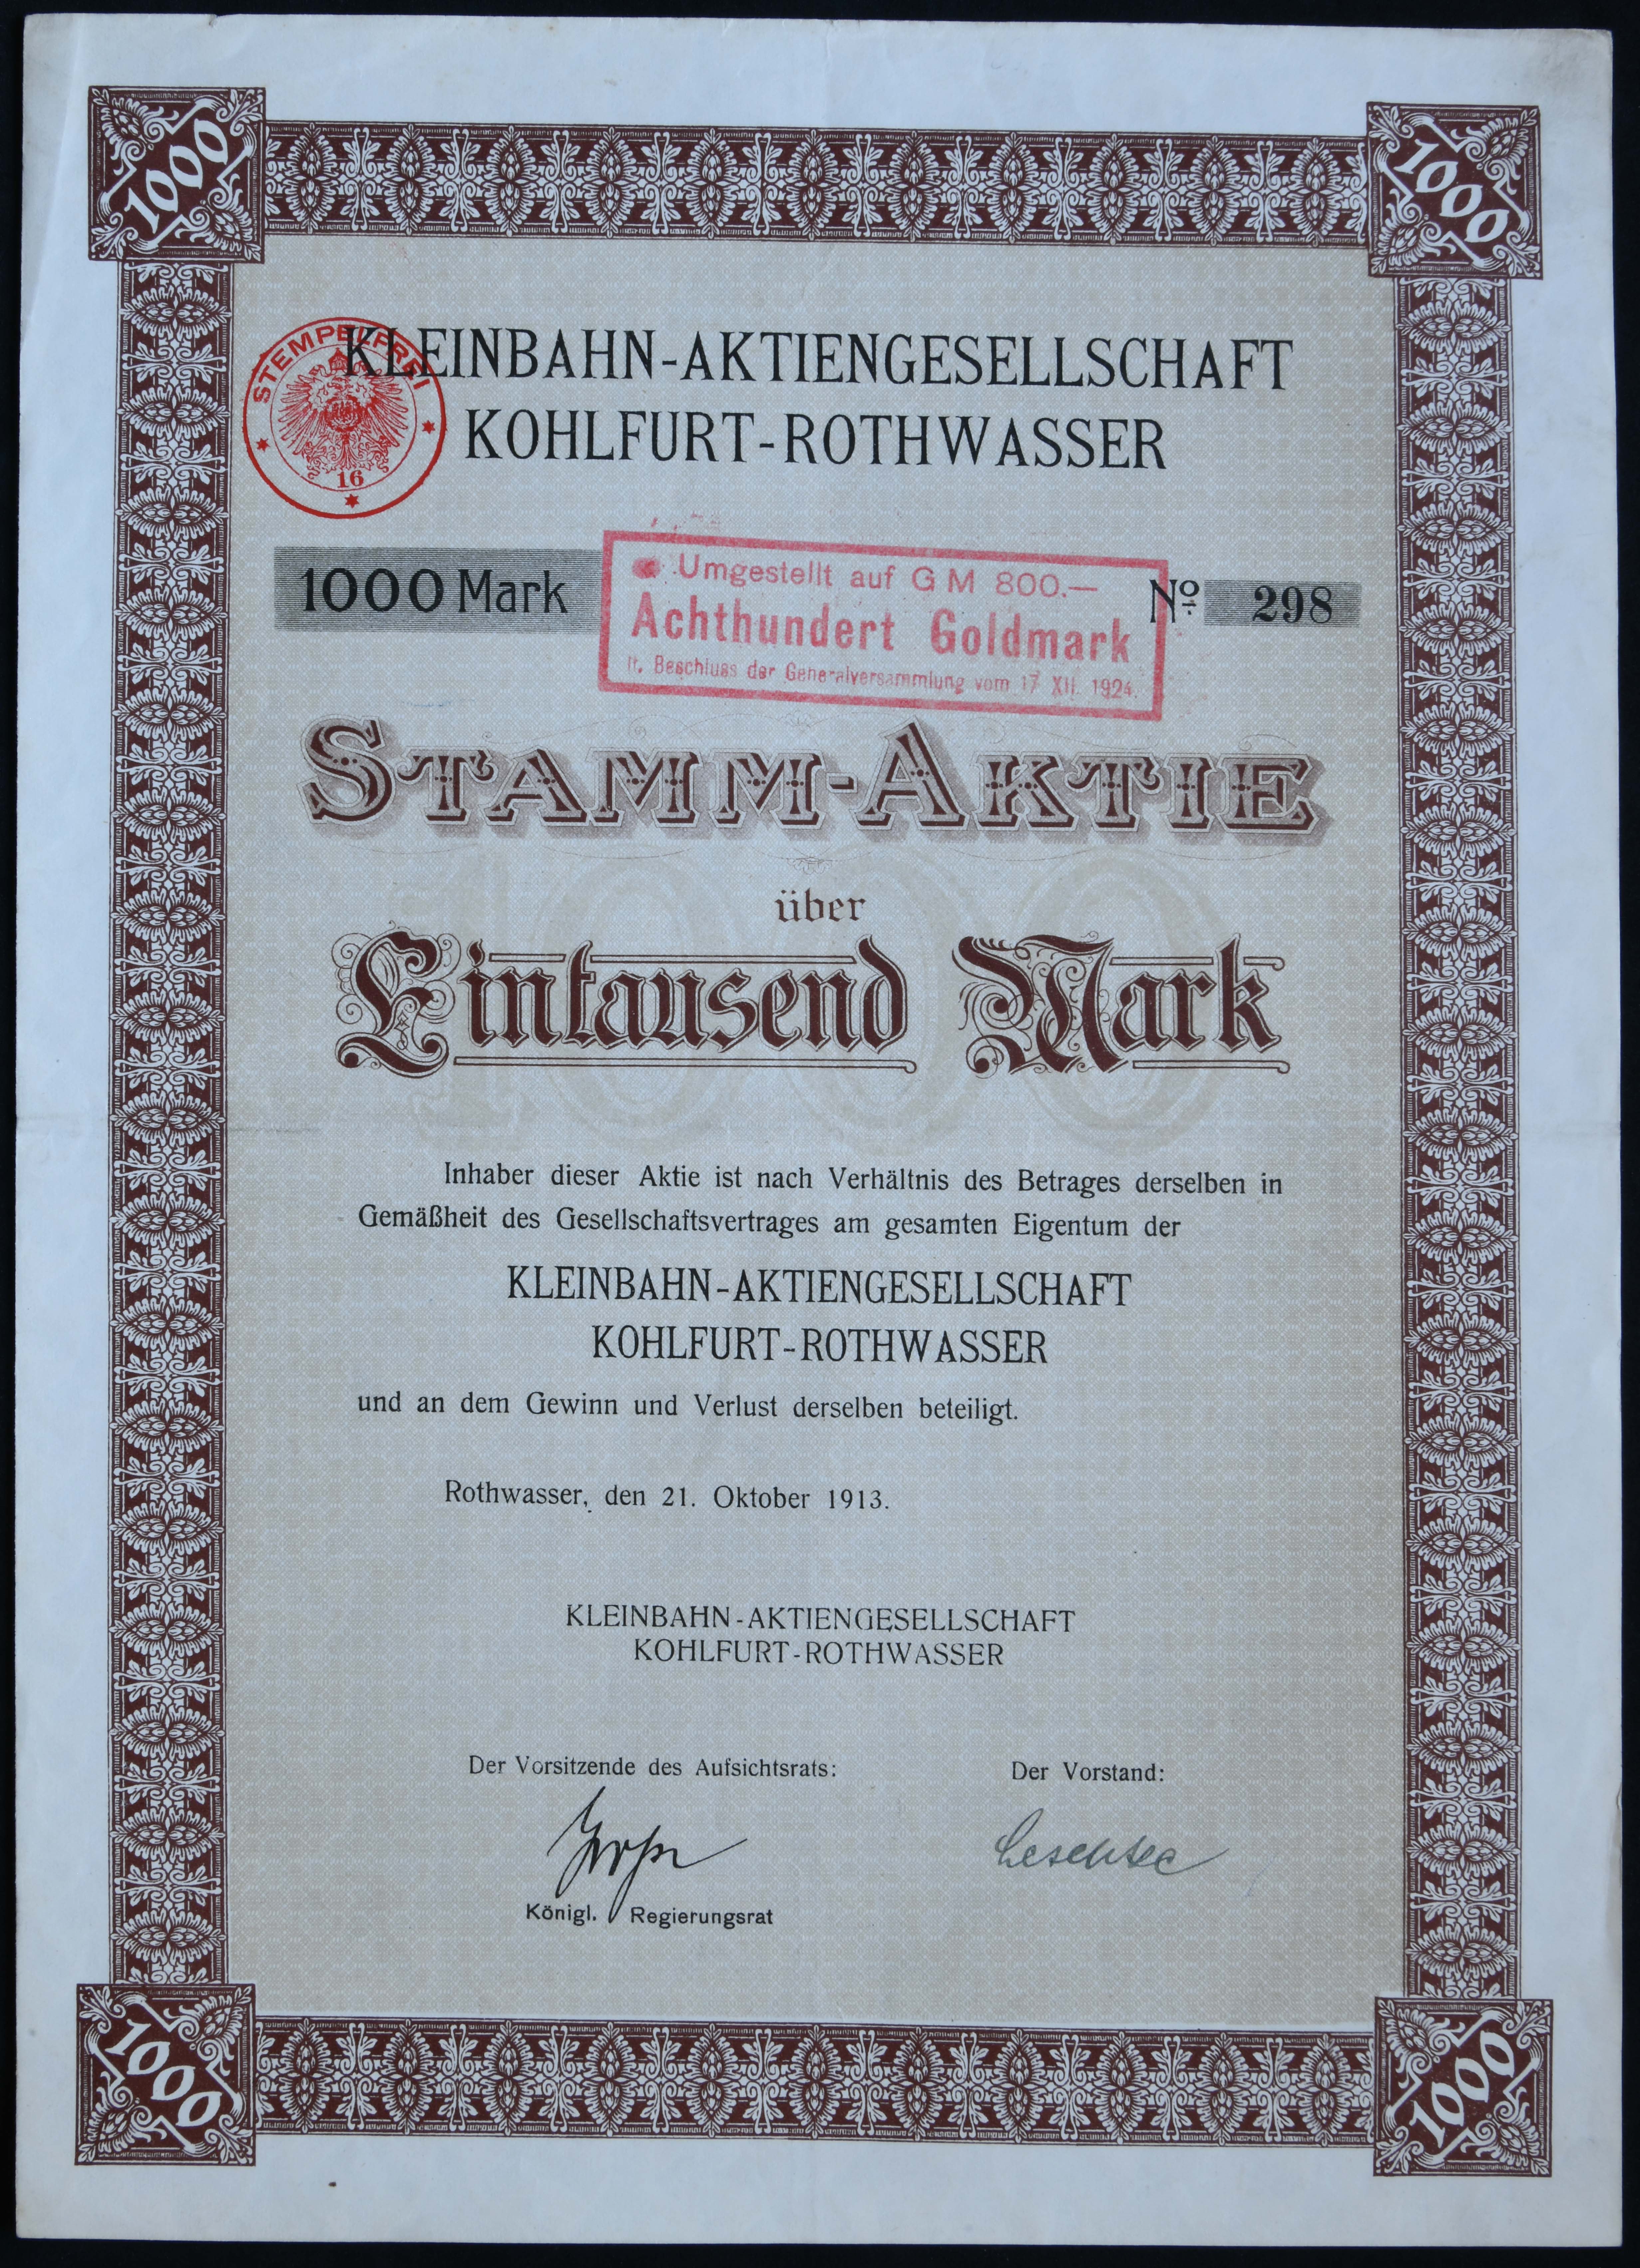 1000
1000
STEMPELFREI
16
KLEINBAHN-AKTIENGESELLSCHAFT
KOHLFURT-ROTHWASSER
1000 Mark
Umgestellt auf G M 800.—
Achthundert Goldmark
lt. Beschluss der Generalversammlung vom 17 XII. 1924.
№ 298
STAMM-AKTIE
über
1000
Eintausend Mark
Inhaber dieser Aktie ist nach Verhältnis des Betrages derselben in
Gemäßheit des Gesellschaftsvertrages am gesamten Eigentum der
KLEINBAHN-AKTIENGESELLSCHAFT
KOHLFURT-ROTHWASSER
und an dem Gewinn und Verlust derselben beteiligt.
Rothwasser, den 21. Oktober 1913.
KLEINBAHN-AKTIENGESELLSCHAFT
KOHLFURT-ROTHWASSER
Der Vorsitzende des Aufsichtsrats:
Der Vorstand:
Königl. Regierungsrat
1000
1000